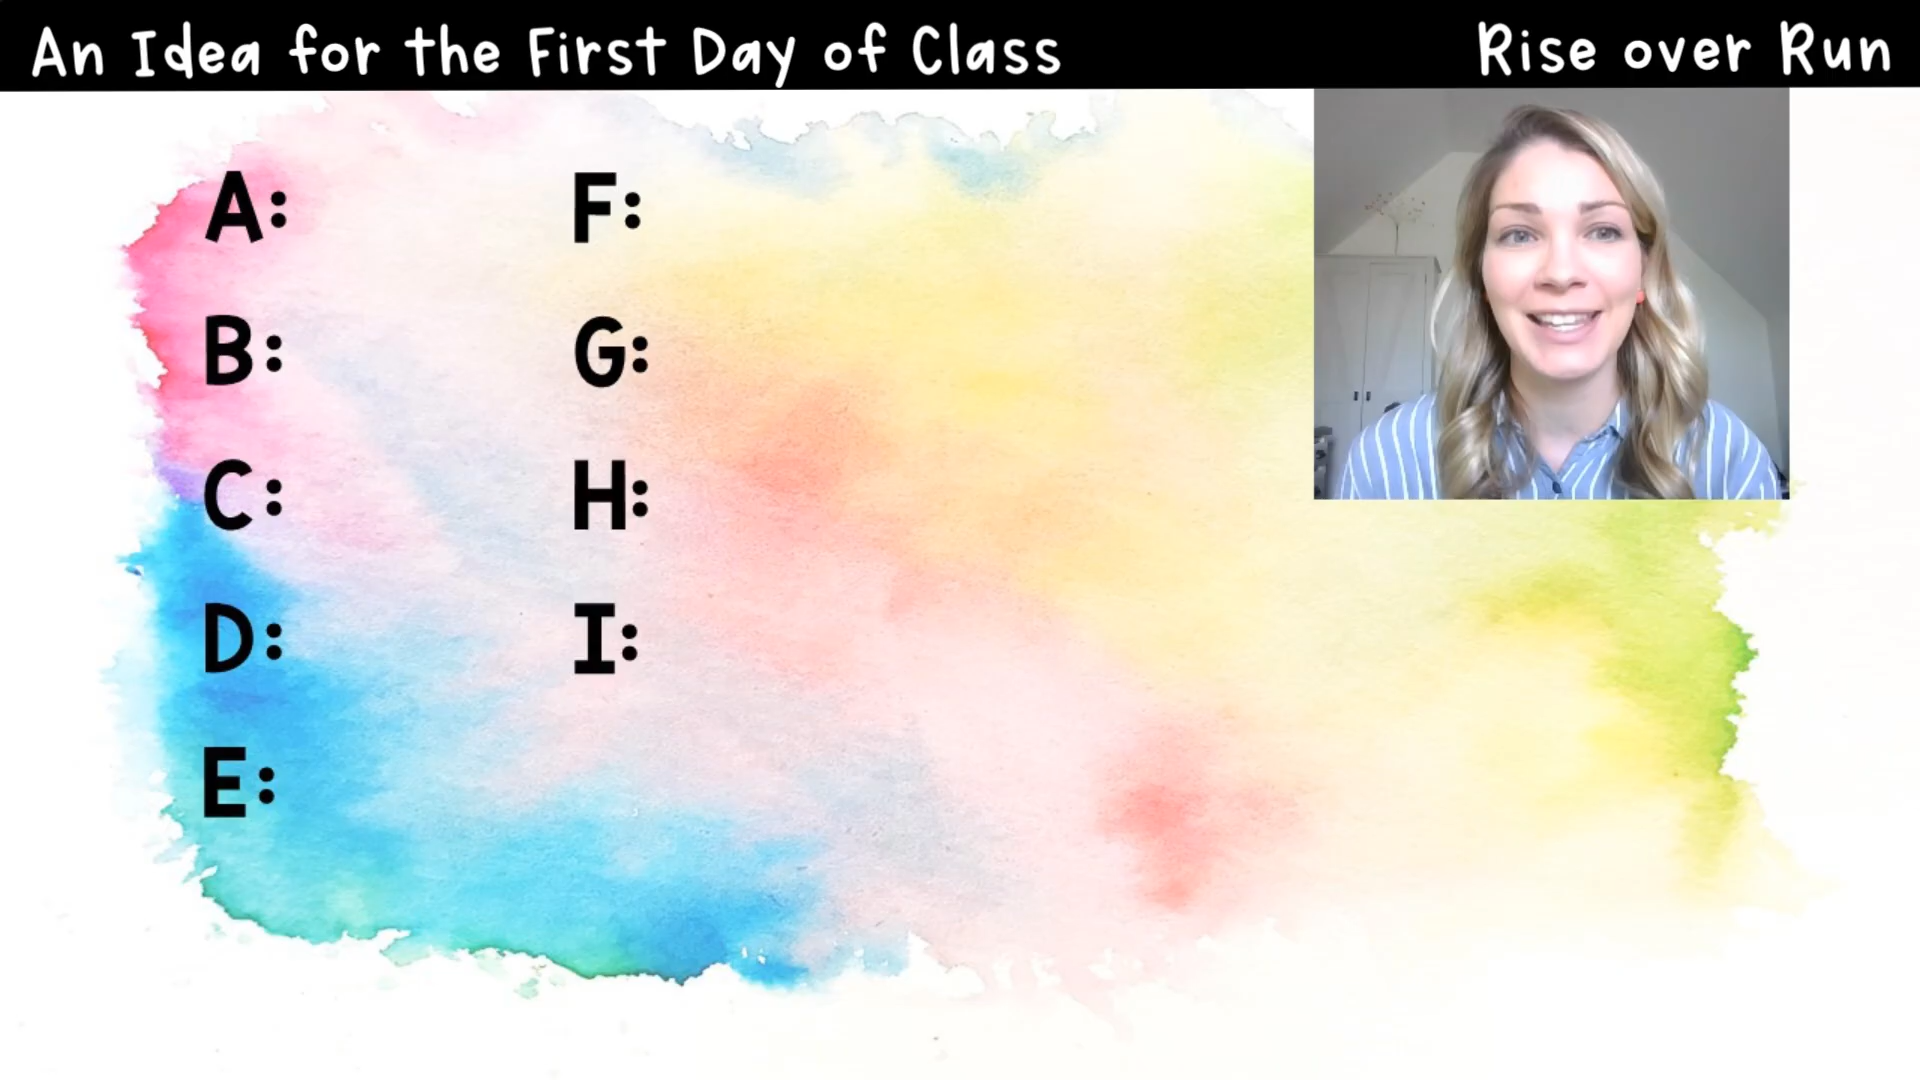 An Idea for the First Day of Class
Rise over Run
A:
B:
C:
D:
E:
F:
G:
H:
I: